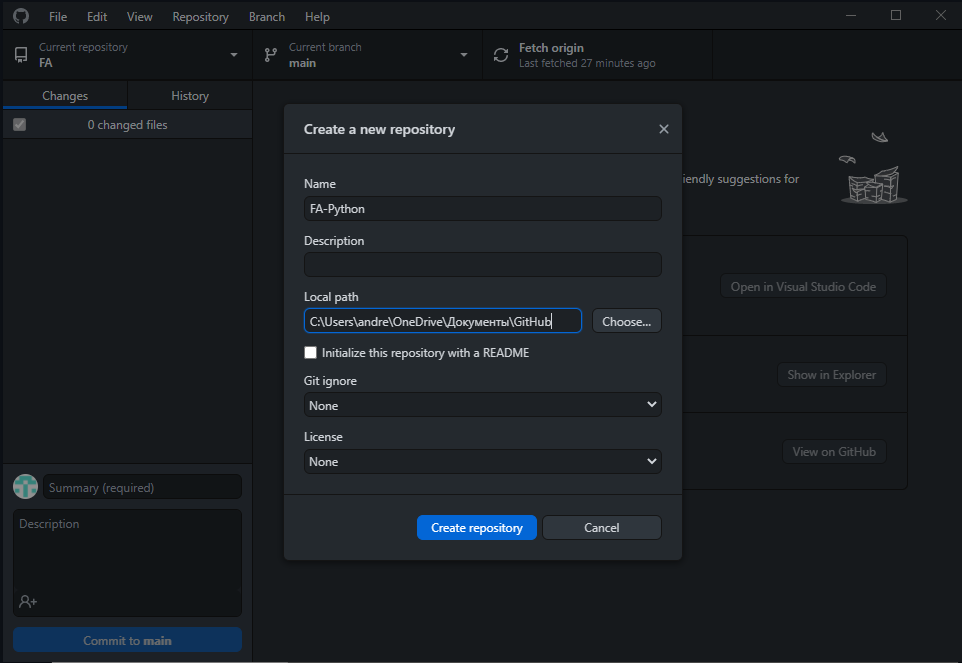 File Edit View Repository Branch Help
Current repository
FA
Current branch
main
Fetch origin
Last fetched 27 minutes ago
Changes History
0 changed files
Create a new repository
Name
FA-Python
Description
Local path
C:\Users\andre\OneDrive\Документы\GitHub
Choose...
Initialize this repository with a README
Git ignore
None
License
None
Create repository Cancel
iendly suggestions for
Open in Visual Studio Code
Show in Explorer
View on GitHub
Summary (required)
Description
Commit to main